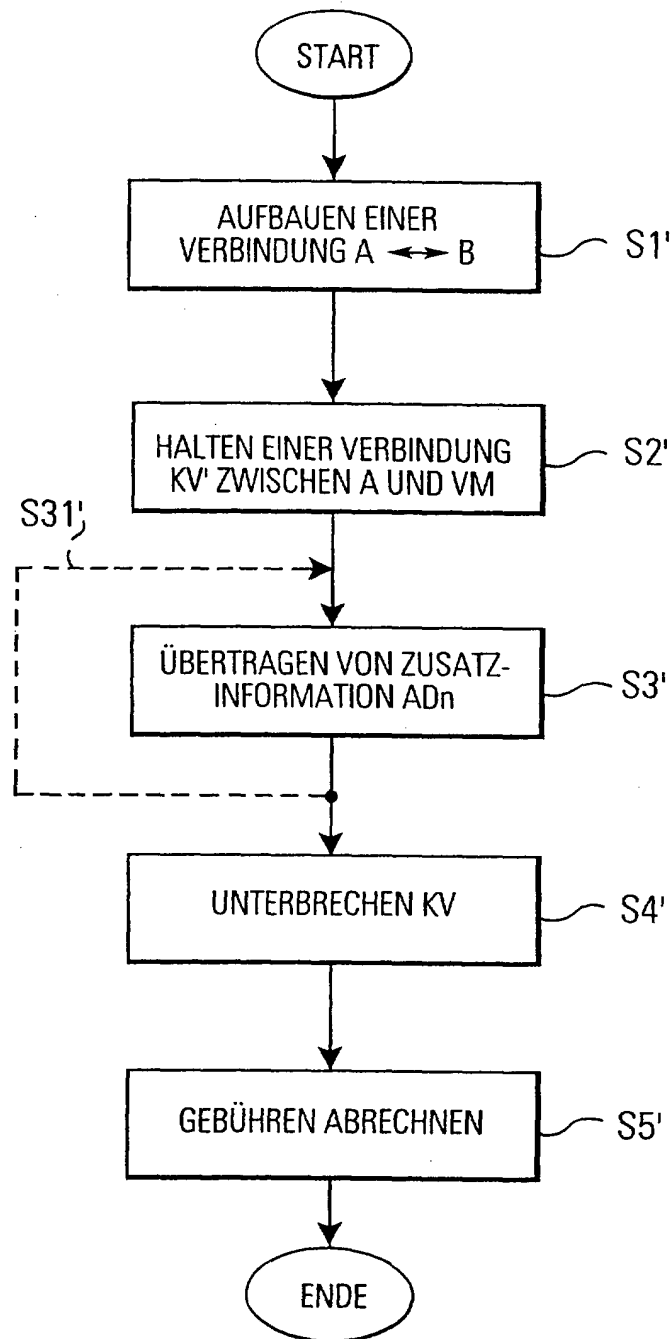 START
AUFBAUEN EINER
VERBINDUNG A ↔ B
S1'
HALTEN EINER VERBINDUNG
KV' ZWISCHEN A UND VM
S2'
S31'
ÜBERTRAGEN VON ZUSATZ-
INFORMATION ADn
S3'
UNTERBRECHEN KV
S4'
GEBÜHREN ABRECHNEN
S5'
ENDE